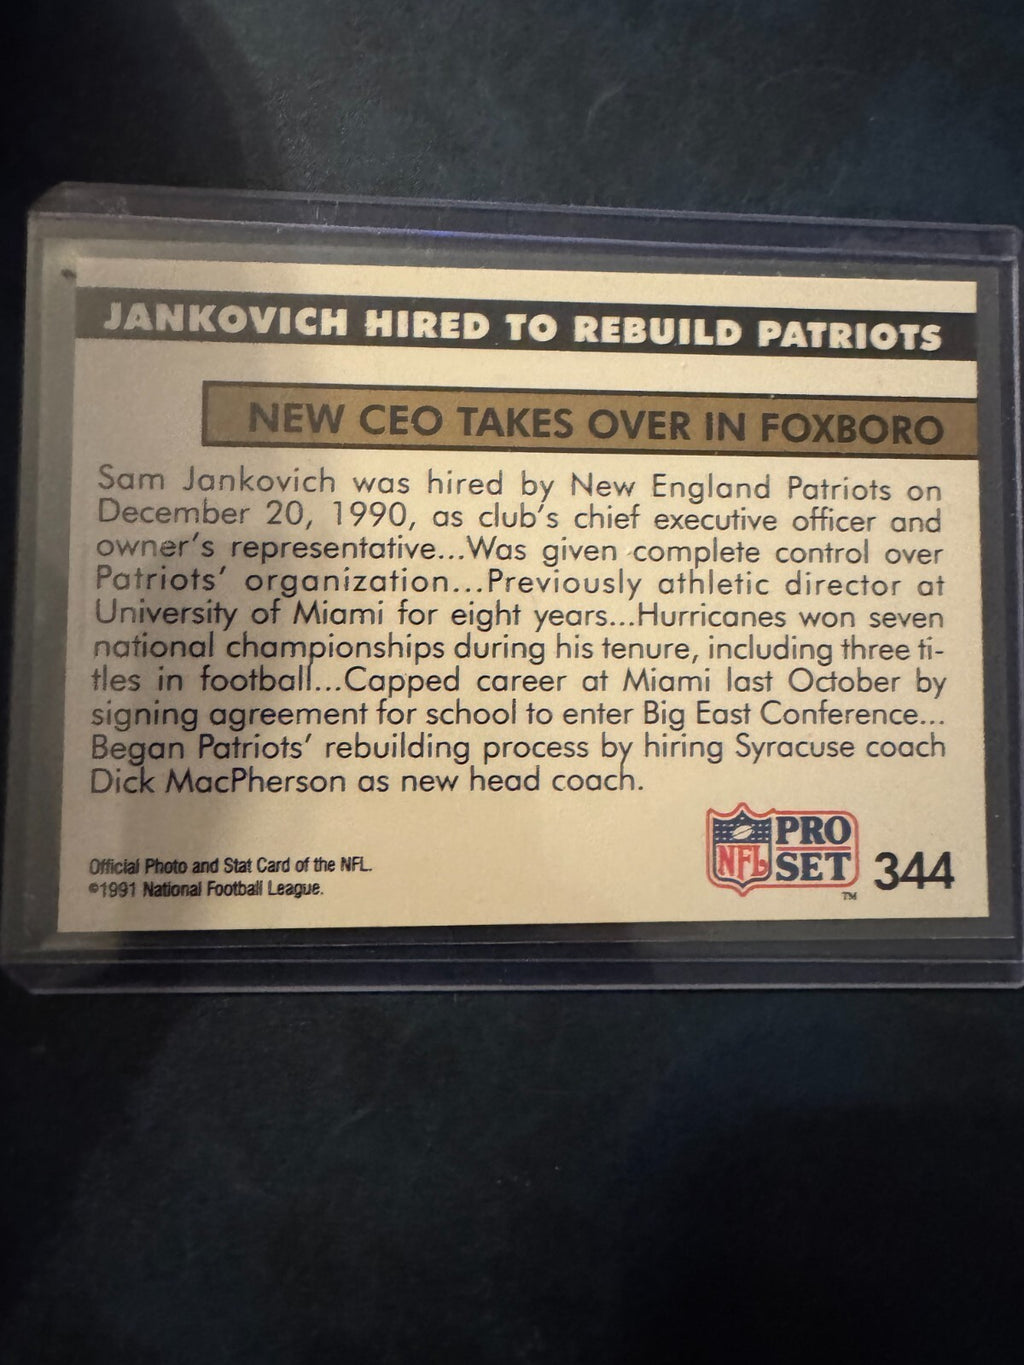 JANKOVICH HIRED TO REBUILD PATRIOTS
NEW CEO TAKES OVER IN FOXBORO
Sam Jankovich was hired by New England Patriots on
December 20, 1990, as club's chief executive officer and
owner's representative...Was given complete control over
Patriots' organization...Previously athletic director at
University of Miami for eight years...Hurricanes won seven
national championships during his tenure, including three ti-
tles in football...Capped career at Miami last October by
signing agreement for school to enter Big East Conference...
Began Patriots' rebuilding process by hiring Syracuse coach
Dick MacPherson as new head coach.
Official Photo and Stat Card of the NFL.
©1991 National Football League.
NFL PRO SET TM 344